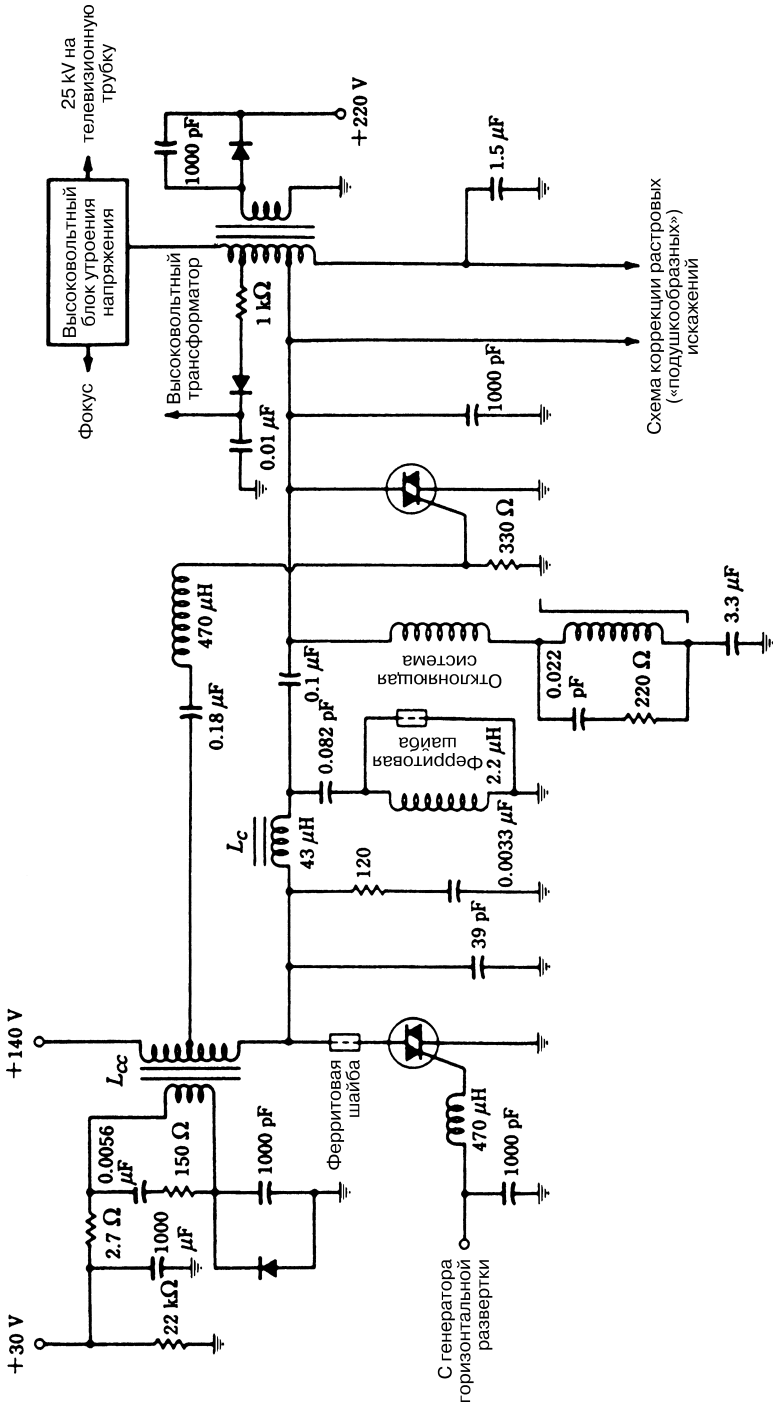 25 kV на
телевизионную
трубку
Высоковольтный
блок утроения
напряжения
Фокус
1000 pF
+220 V
1.5 μF
Высоковольтный
трансформатор
1 kΩ
0.01 μF
1000 pF
Схема коррекции растровых
(«подушкообразных»)
искажений
470 μH
330 Ω
0.18 μF
0.1 μF
Отклоняющая
система
0.022
pF
220 Ω
3.3 μF
0.082 pF
Ферритовая
шайба
2.2 μH
L_C
43 μH
120
0.0033 μF
39 pF
+140 V
L_CC
Ферритовая
шайба
470 μH
1000 pF
С генератора
горизонтальной
развертки
0.0056
μF
150 Ω
1000 pF
2.7 Ω
1000
μF
22 kΩ
+30 V